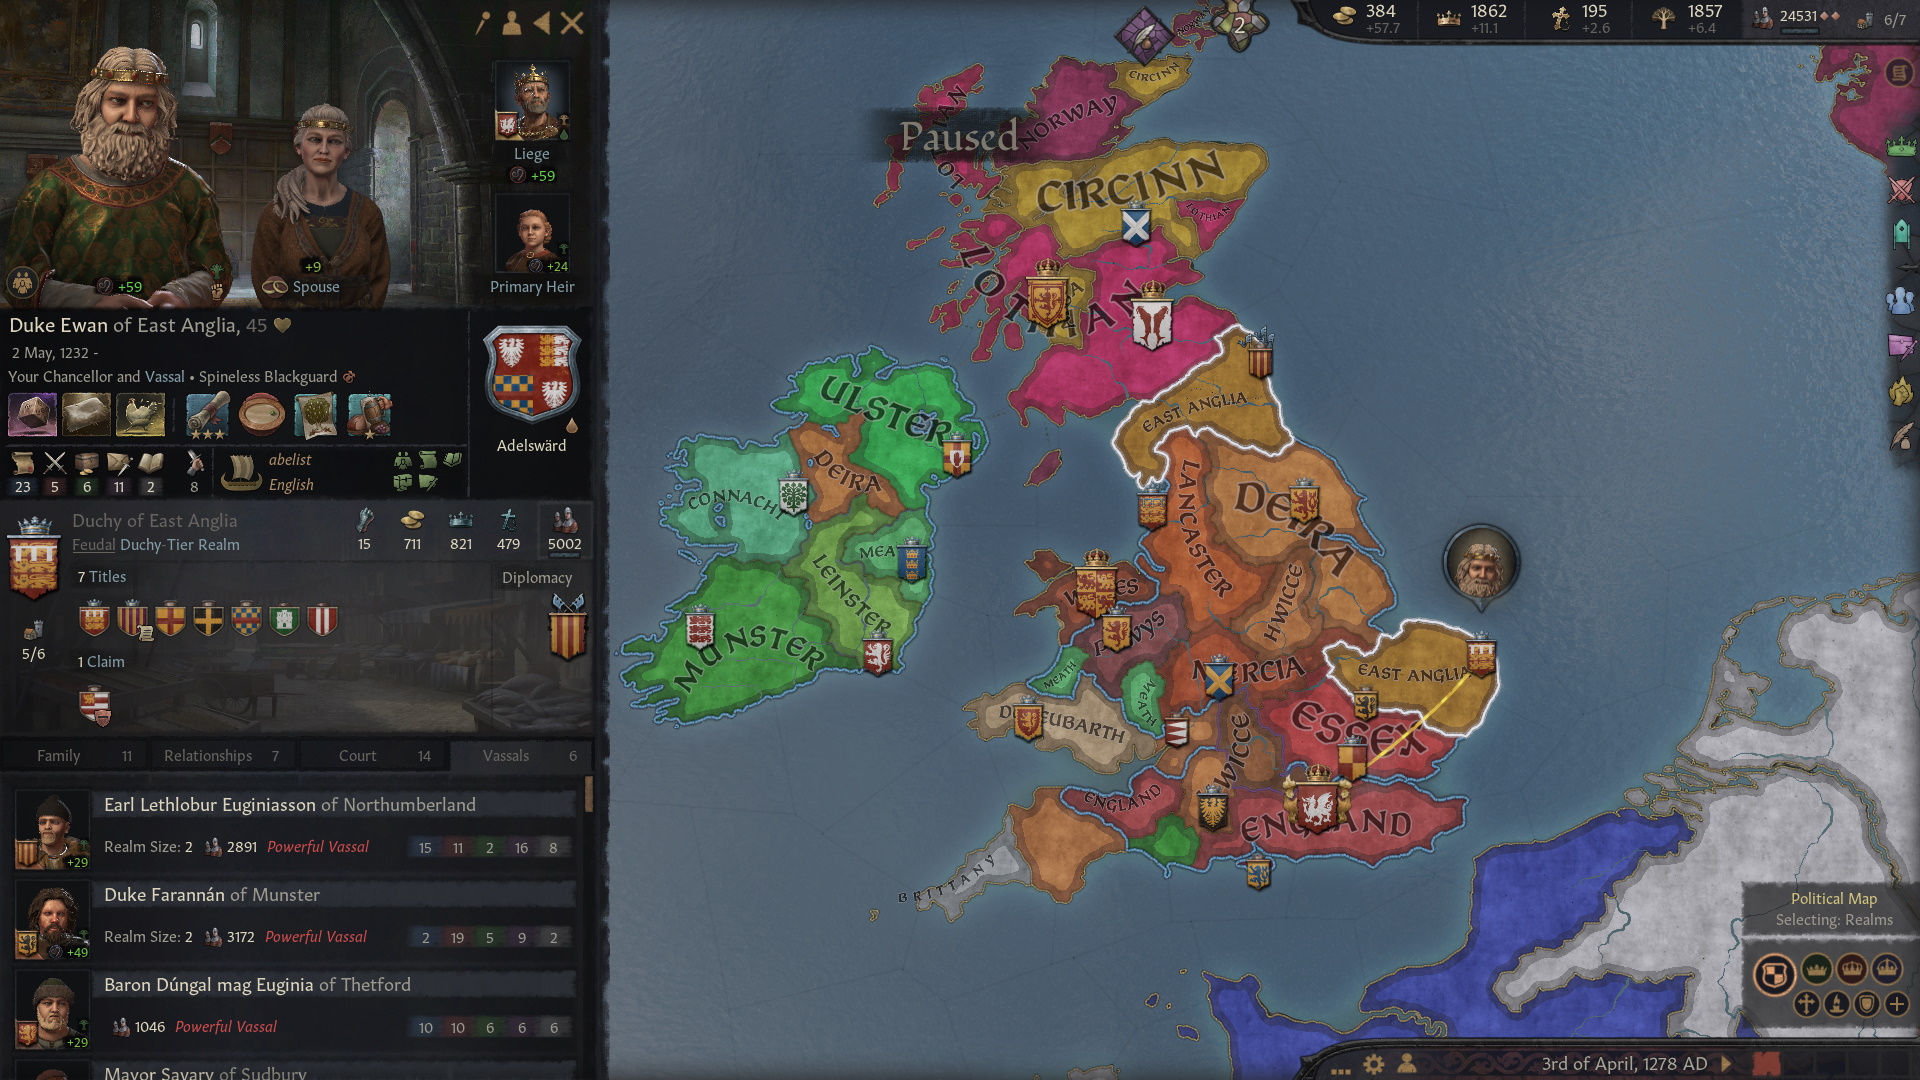 384
+57.7
1862
+11.1
195
+2.6
1857
+6.4
24531
6/7
2
Liege
+59
+24
Primary Heir
+59
+9
Spouse
Duke Ewan of East Anglia, 45
2 May, 1232 -
Your Chancellor and Vassal • Spineless Blackguard
Adelswärd
23 5 6 11 2 8
abelist
English
Duchy of East Anglia
Feudal Duchy-Tier Realm
15 711 821 479 5002
7 Titles
Diplomacy
5/6
1 Claim
Family 11
Relationships 7
Court 14
Vassals 6
Earl Lethlobur Euginiasson of Northumberland
Realm Size: 2 2891 Powerful Vassal 15 11 2 16 8
+29
Duke Farannán of Munster
Realm Size: 2 3172 Powerful Vassal 2 19 5 9 2
+49
Baron Dúngal mag Euginia of Thetford
1046 Powerful Vassal 10 10 6 6 6
+29
Mayor Savary of Sudbury
Paused
CIRCINN
NORWAY
CIRCINN
LOTHIAN
LOTHIAN
ULSTER
EAST ANGLIA
DEIRA
CONNACHT
LANCASTER
DEIRA
MEA
LEINSTER
HWICCE
MUNSTER
MERCIA
EAST ANGLIA
MEATH
MEATH
ESSEX
HWICCE
ENGLAND
ENGLAND
BRITTANY
Political Map
Selecting: Realms
3rd of April, 1278 AD